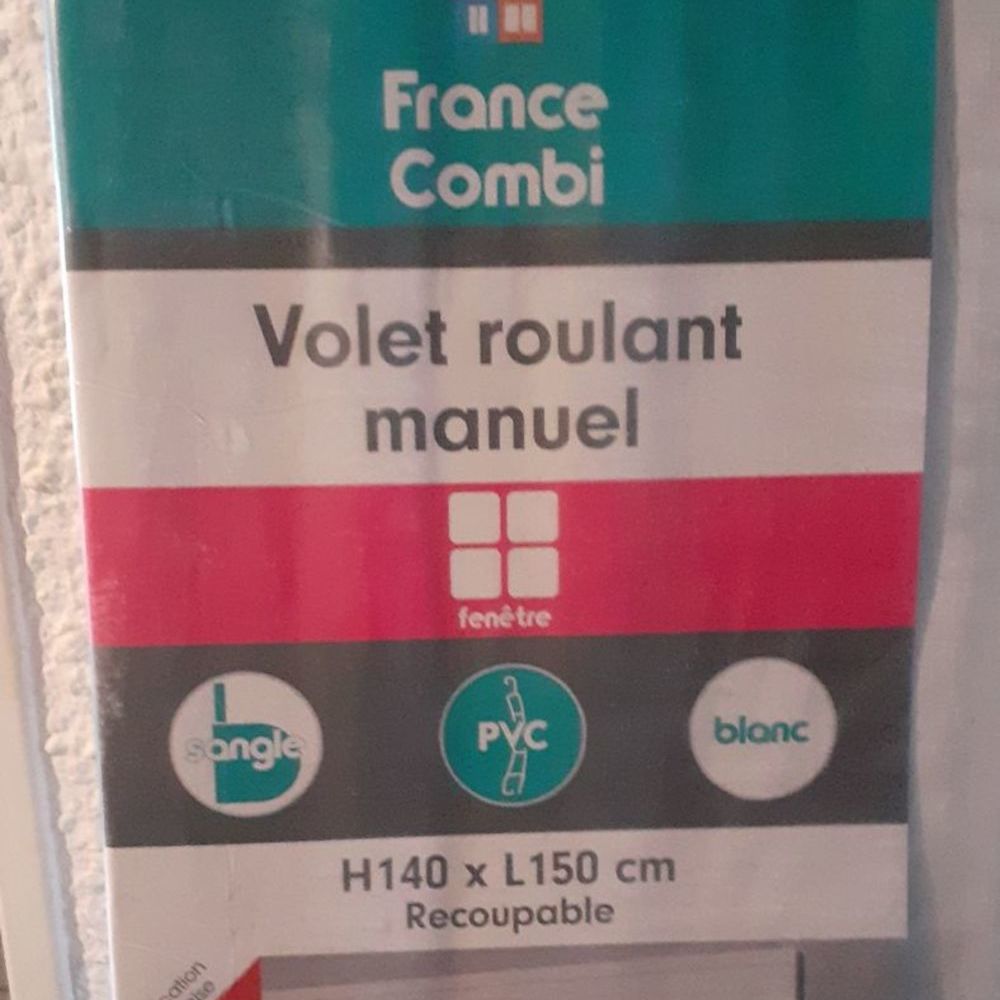 France
Combi
Volet roulant
manuel
fenêtre
sangle
PVC
blanc
H140 x L150 cm
Recoupable